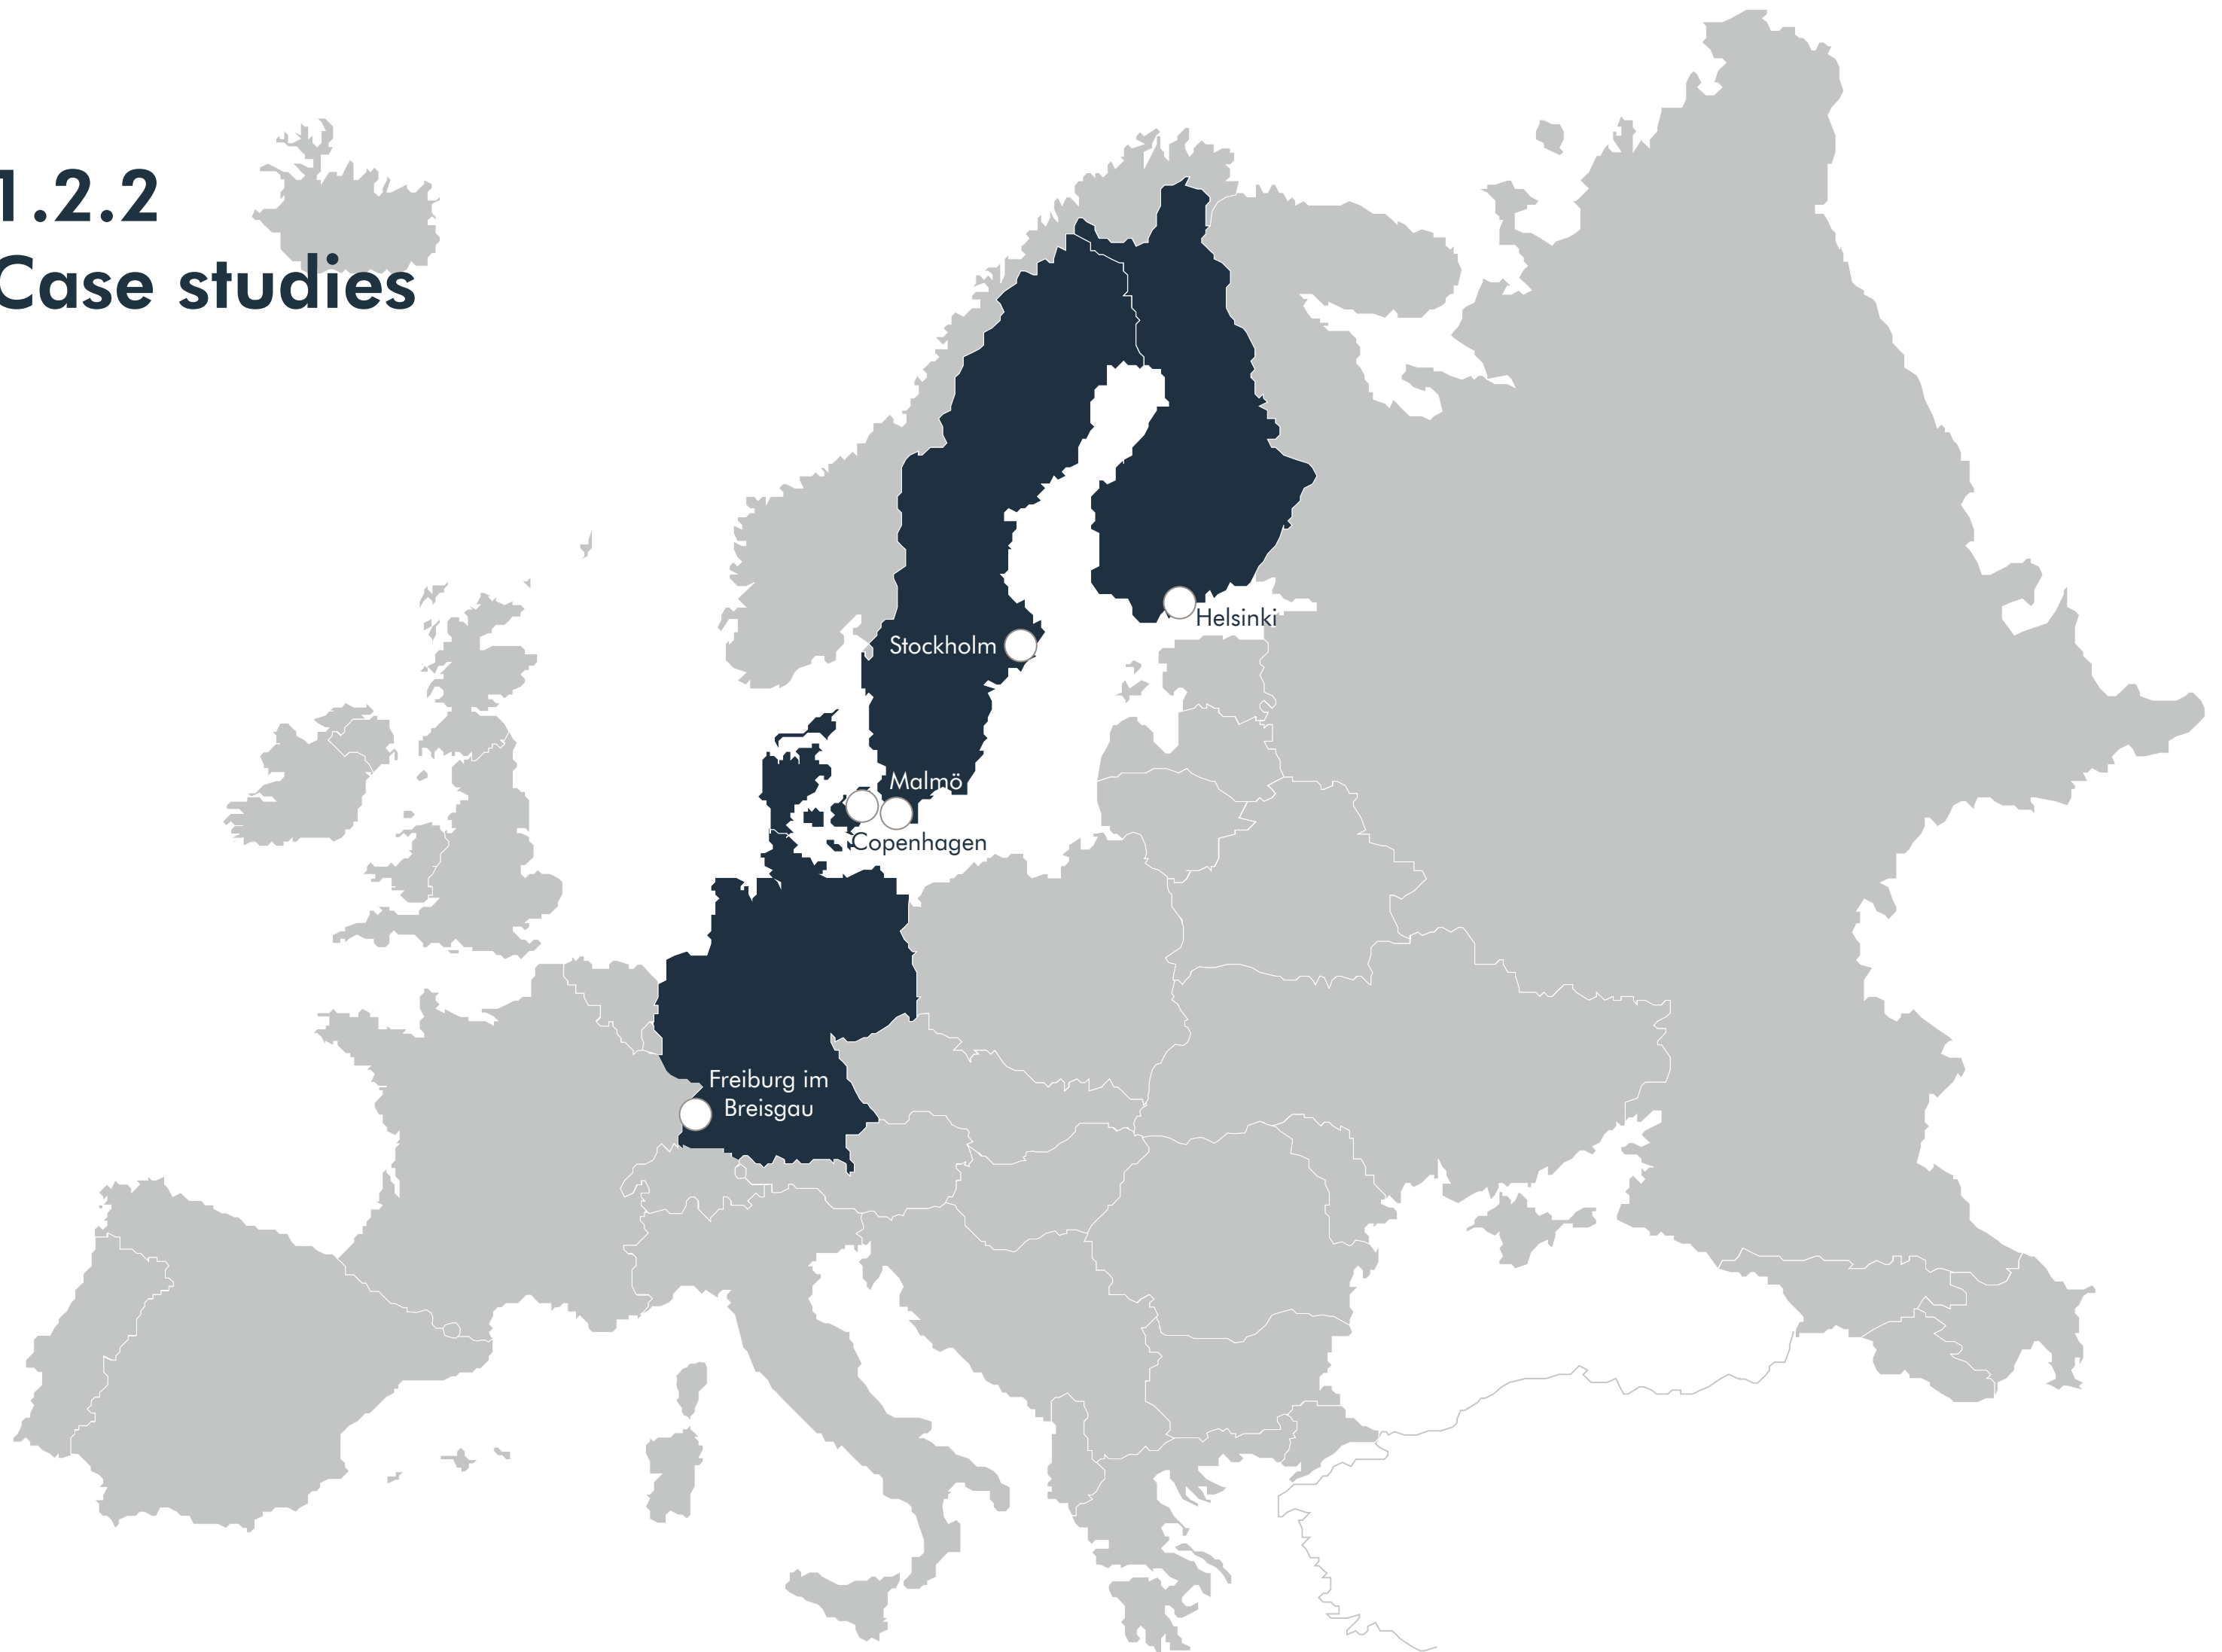 1.2.2
Case studies
Helsinki
Stockholm
Malmö
Copenhagen
Freiburg im
Breisgau